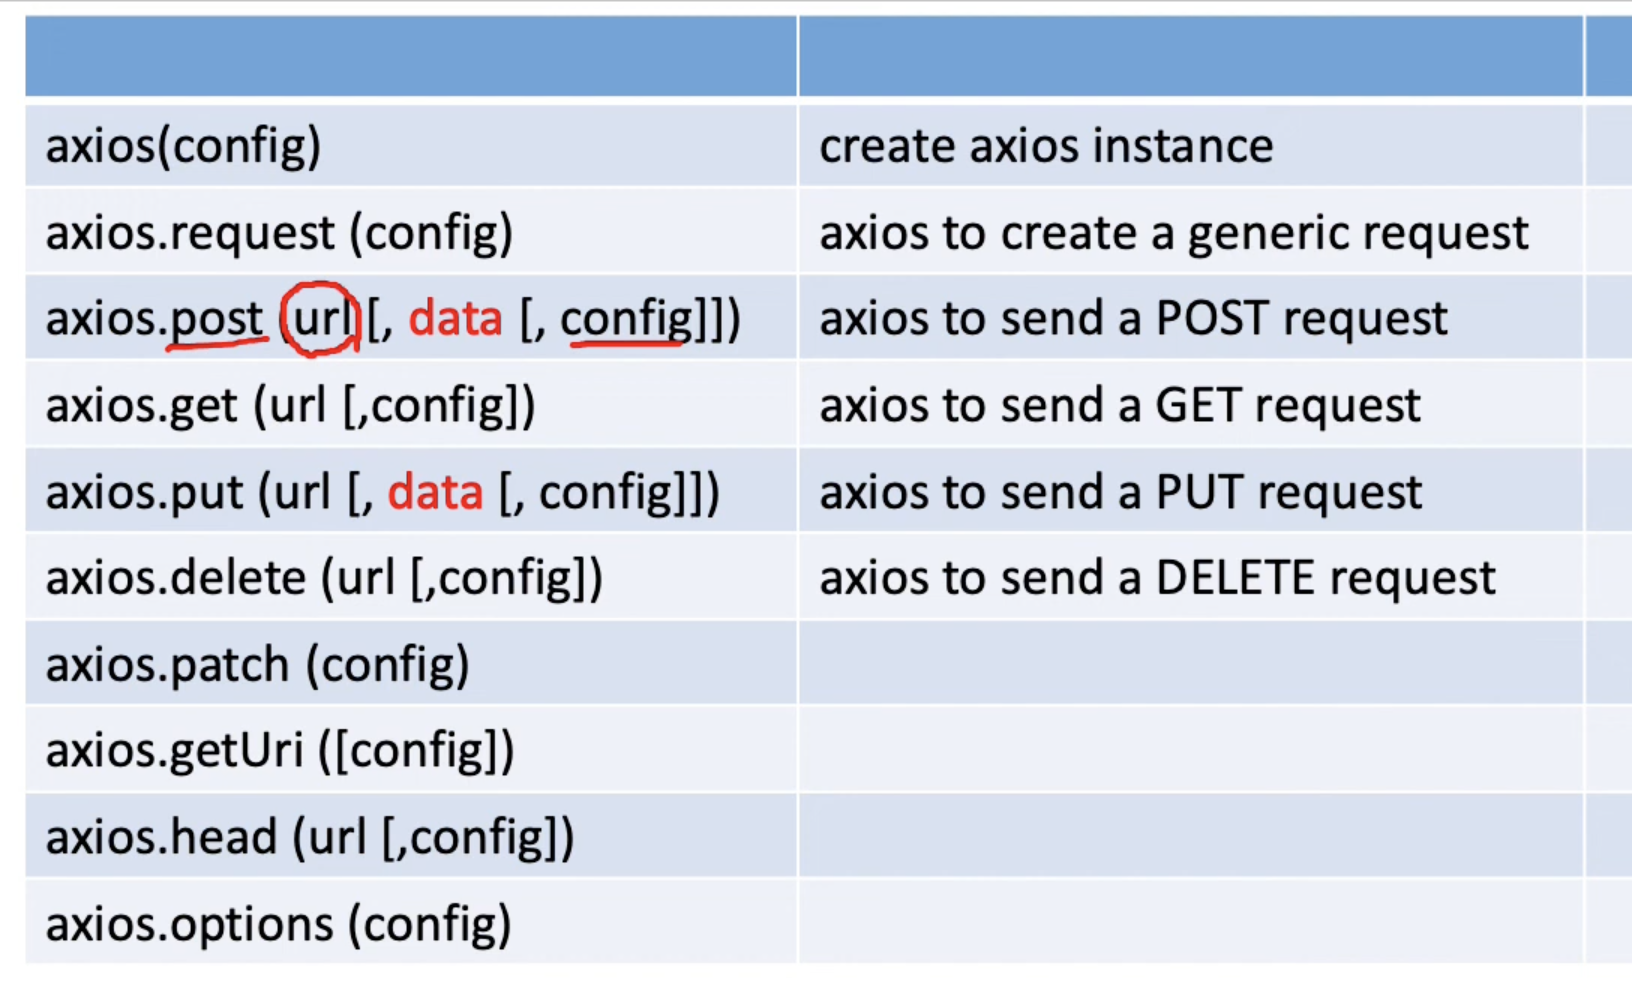 axios(config) create axios instance
axios.request (config) axios to create a generic request
axios.post (url [, data [, config]]) axios to send a POST request
axios.get (url [,config]) axios to send a GET request
axios.put (url [, data [, config]]) axios to send a PUT request
axios.delete (url [,config]) axios to send a DELETE request
axios.patch (config)
axios.getUri ([config])
axios.head (url [,config])
axios.options (config)